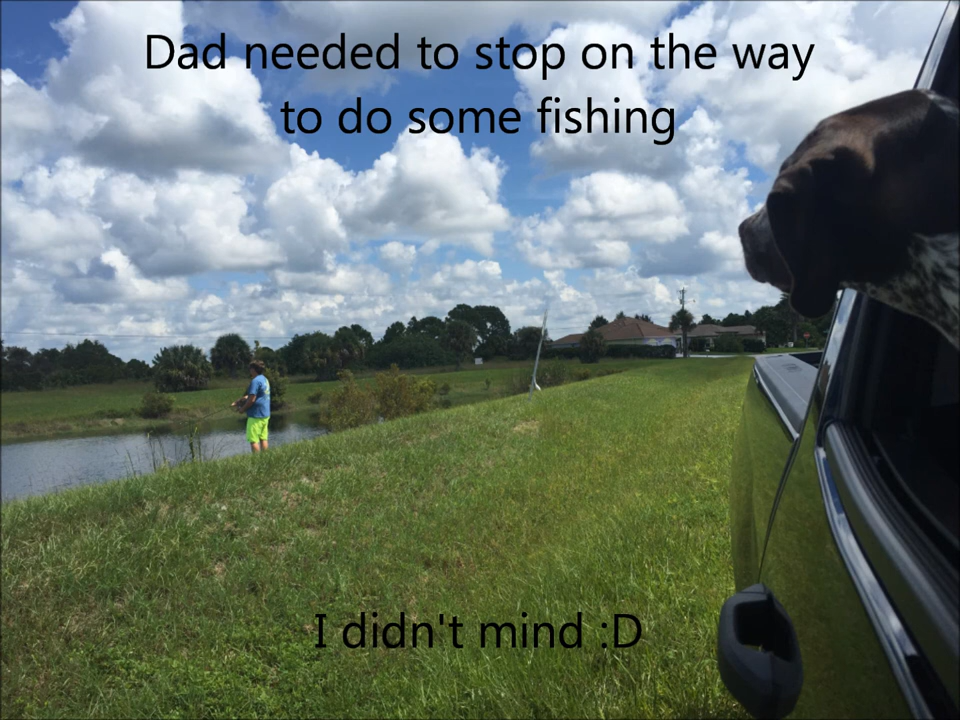 Dad needed to stop on the way
to do some fishing
I didn't mind :D